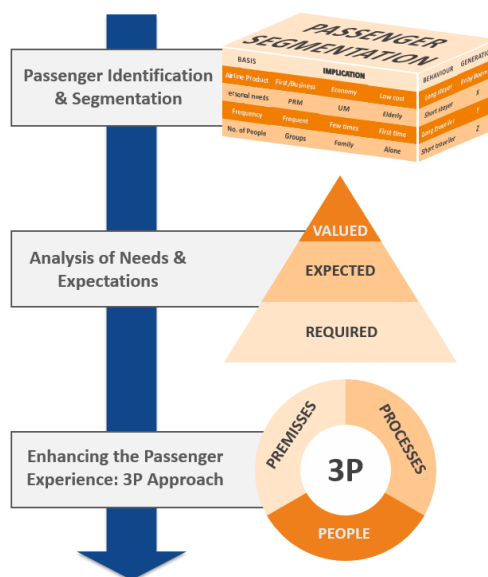 PASSENGER
SEGMENTATION
BASIS
IMPLICATION
Airline Product First/Business Economy Low cost
Personal needs PRM UM Elderly
Frequency Frequent Few times First time
No. of People Groups Family Alone
BEHAVIOUR GENERATION
Long stayer Baby-Boom
Short stayer X
Long traveller Y
Short traveller Z
Passenger Identification
& Segmentation
Analysis of Needs &
Expectations
VALUED
EXPECTED
REQUIRED
Enhancing the Passenger
Experience: 3P Approach
PREMISSES
PROCESSES
3P
PEOPLE